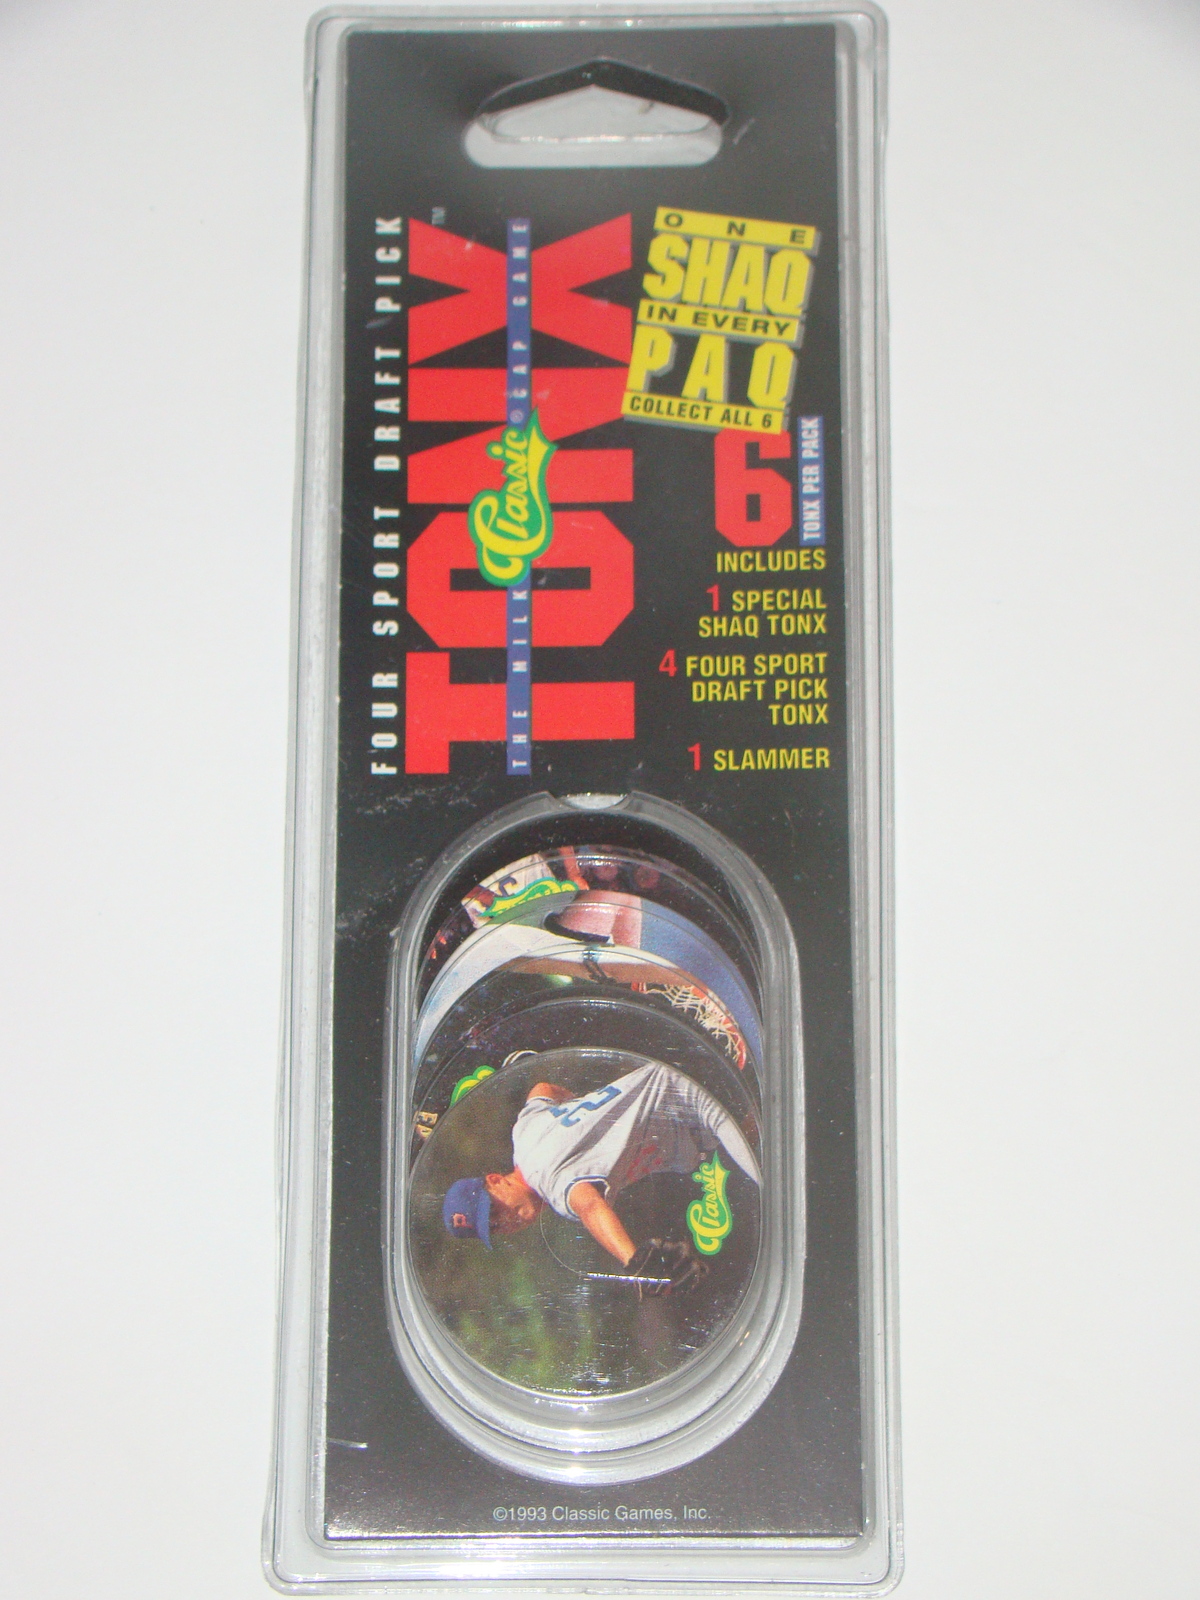 FOUR SPORT DRAFT PICK
TONX™
THE MILK CAP GAME
Classic®
ONE
SHAQ
IN EVERY
PAQ
COLLECT ALL 6
6
TONX PER PACK
INCLUDES
1 SPECIAL
SHAQ TONX
4 FOUR SPORT
DRAFT PICK
TONX
1 SLAMMER
P
2
Classic™
©1993 Classic Games, Inc.